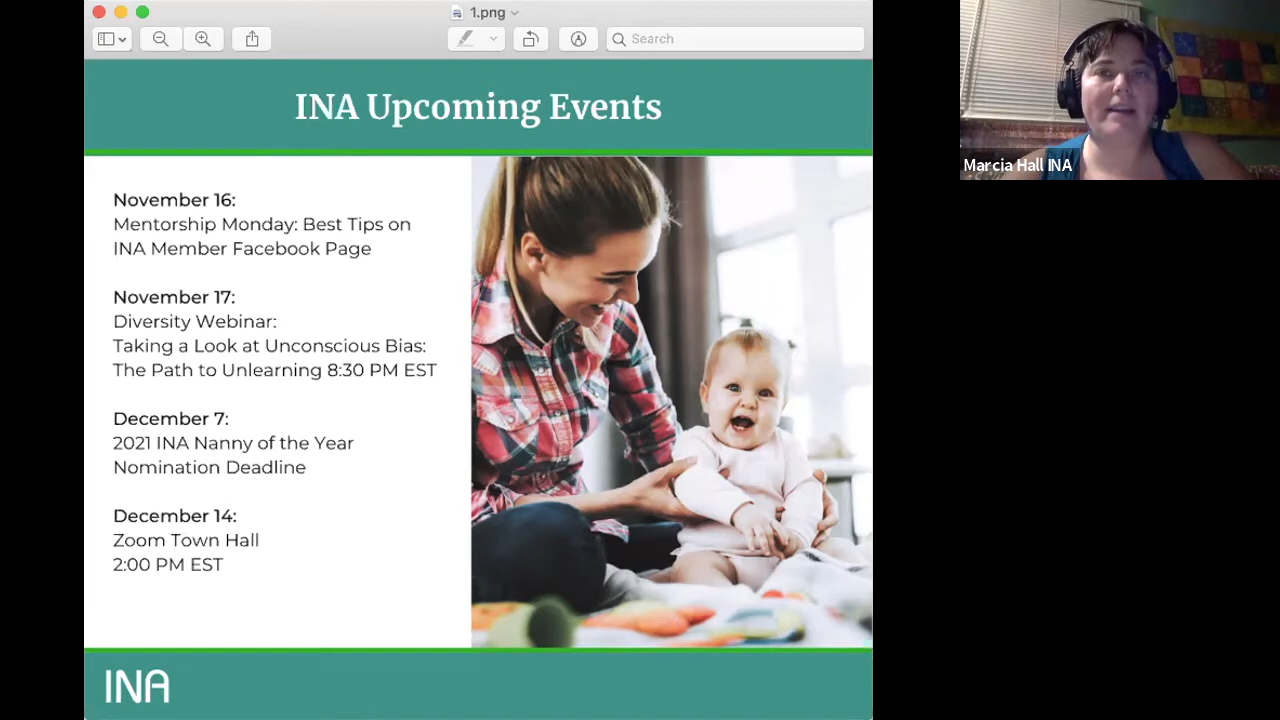 1.png
Search
INA Upcoming Events
November 16:
Mentorship Monday: Best Tips on
INA Member Facebook Page
November 17:
Diversity Webinar:
Taking a Look at Unconscious Bias:
The Path to Unlearning 8:30 PM EST
December 7:
2021 INA Nanny of the Year
Nomination Deadline
December 14:
Zoom Town Hall
2:00 PM EST
INA
Marcia Hall INA